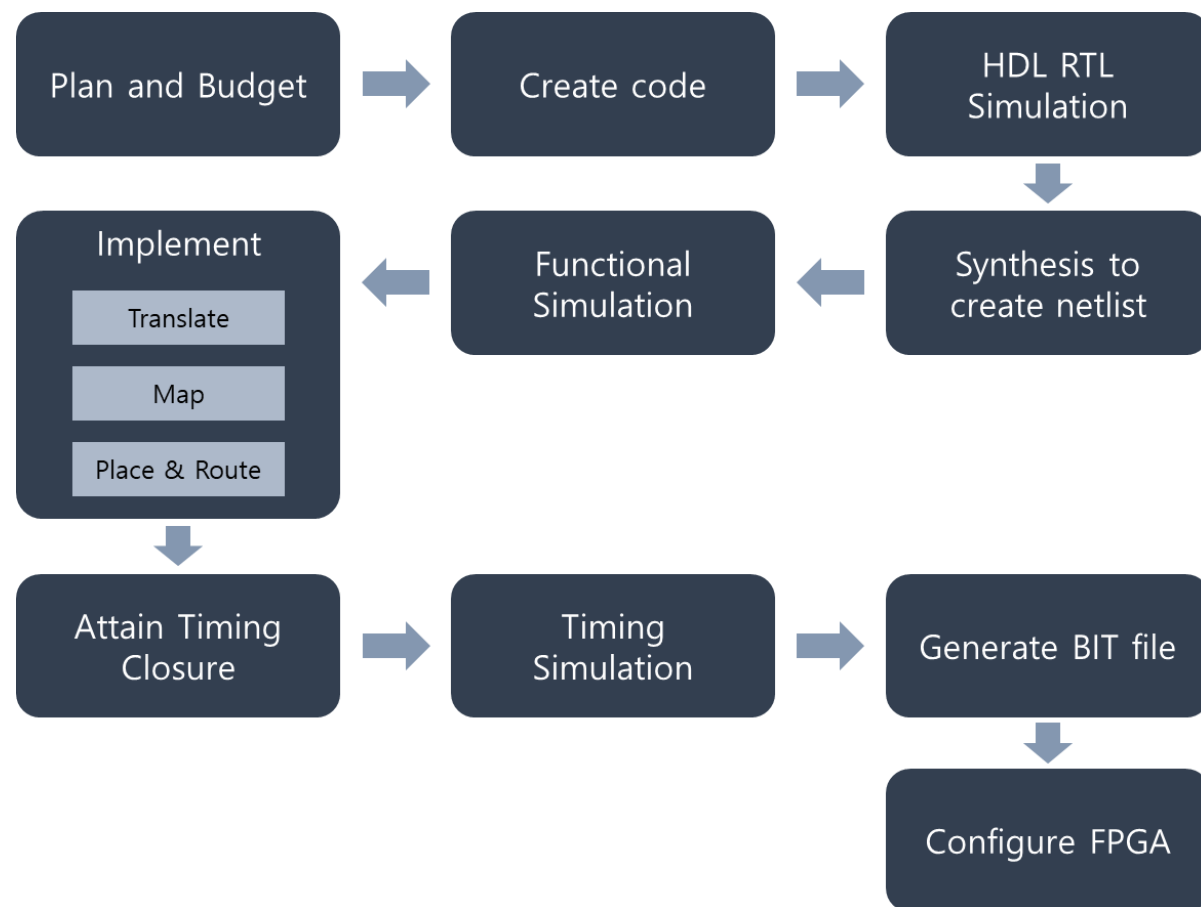 Plan and Budget
Create code
HDL RTL
Simulation
Synthesis to
create netlist
Functional
Simulation
Implement
Translate
Map
Place & Route
Attain Timing
Closure
Timing
Simulation
Generate BIT file
Configure FPGA